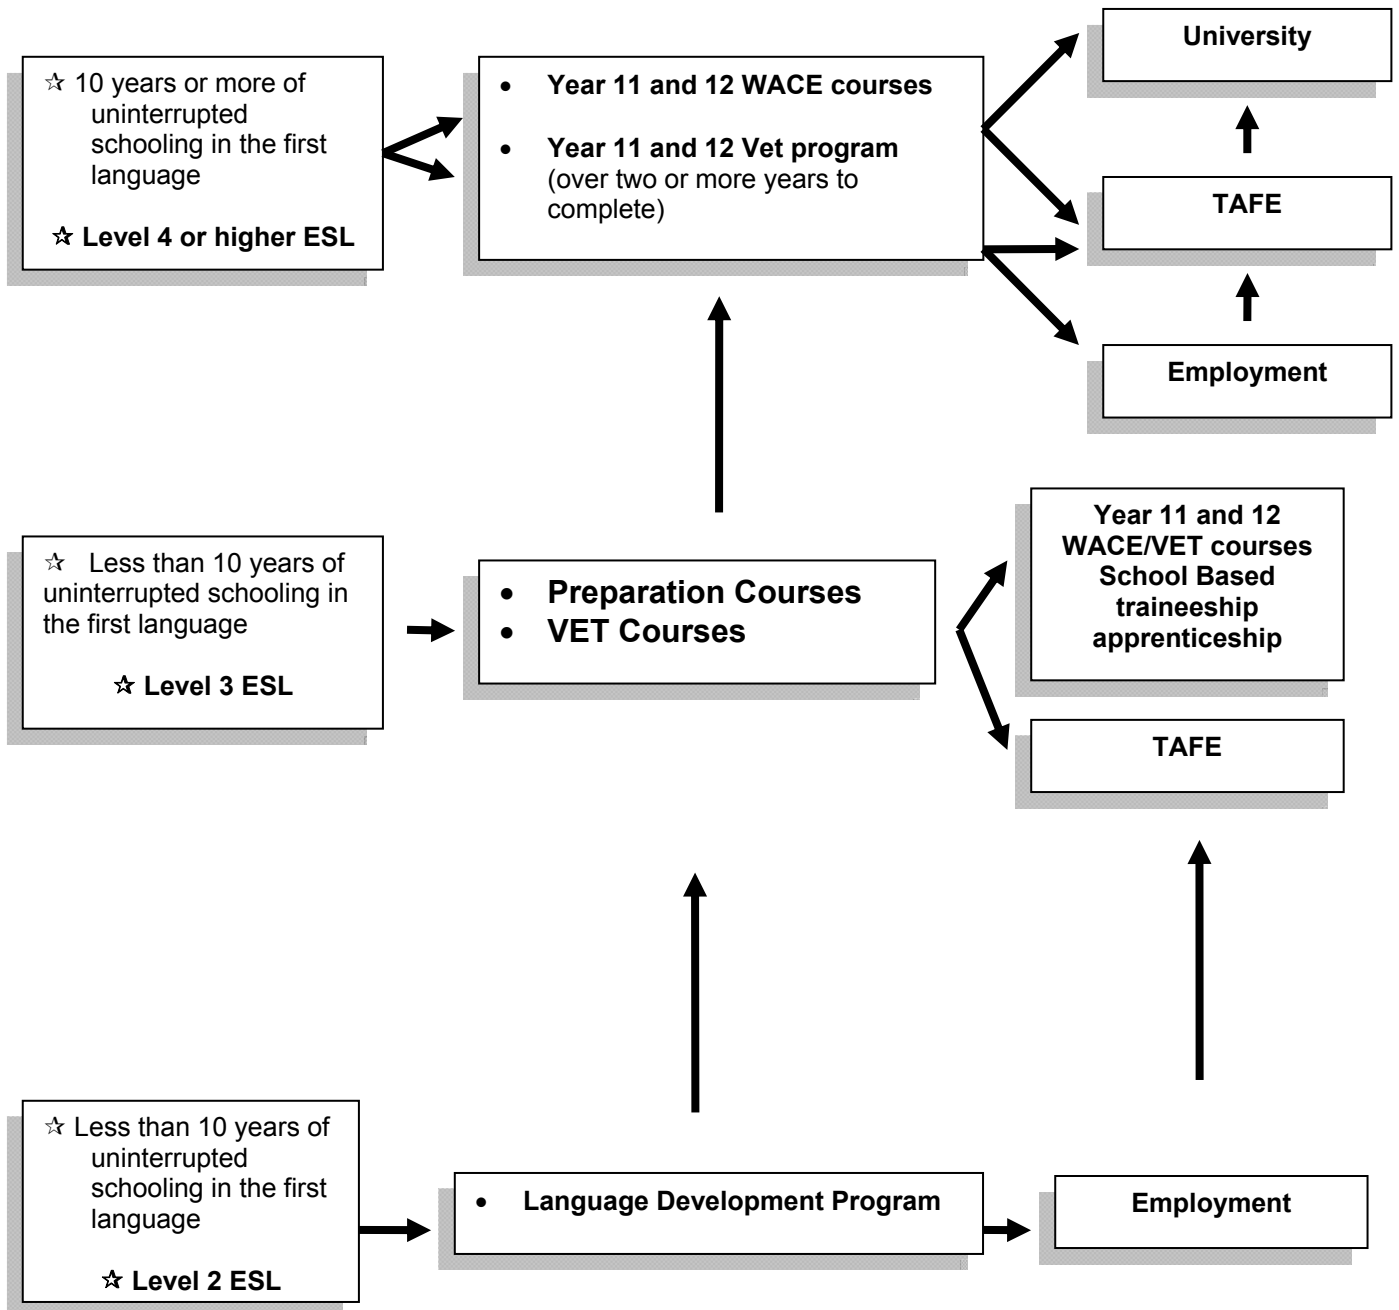 ☆ 10 years or more of
uninterrupted
schooling in the first
language
☆ Level 4 or higher ESL
• Year 11 and 12 WACE courses
• Year 11 and 12 Vet program
(over two or more years to
complete)
University
TAFE
Employment
☆ Less than 10 years of
uninterrupted schooling in
the first language
☆ Level 3 ESL
• Preparation Courses
• VET Courses
Year 11 and 12
WACE/VET courses
School Based
traineeship
apprenticeship
TAFE
☆ Less than 10 years of
uninterrupted
schooling in the first
language
☆ Level 2 ESL
• Language Development Program
Employment